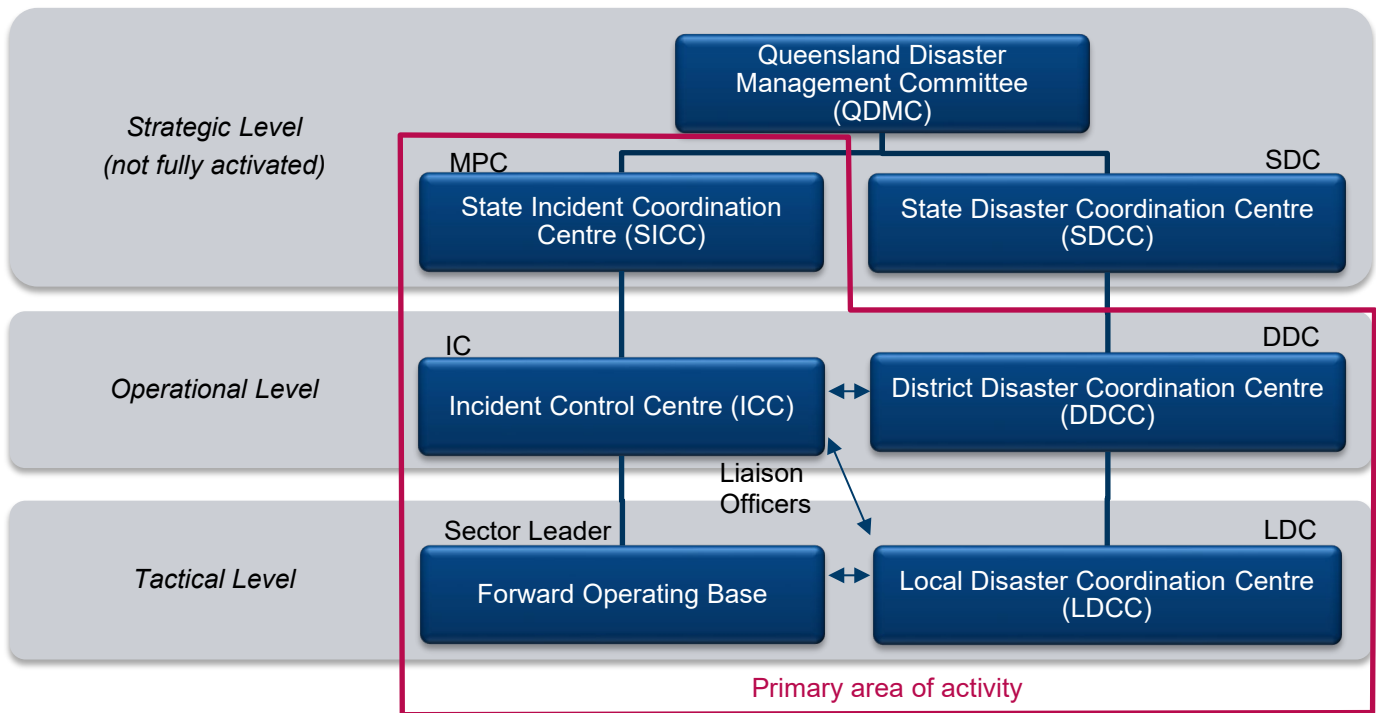 Queensland Disaster
Management Committee
(QDMC)
Strategic Level
(not fully activated)
MPC
SDC
State Incident Coordination
Centre (SICC)
State Disaster Coordination Centre
(SDCC)
IC
DDC
Operational Level
Incident Control Centre (ICC)
District Disaster Coordination Centre
(DDCC)
Liaison
Officers
Sector Leader
LDC
Tactical Level
Forward Operating Base
Local Disaster Coordination Centre
(LDCC)
Primary area of activity